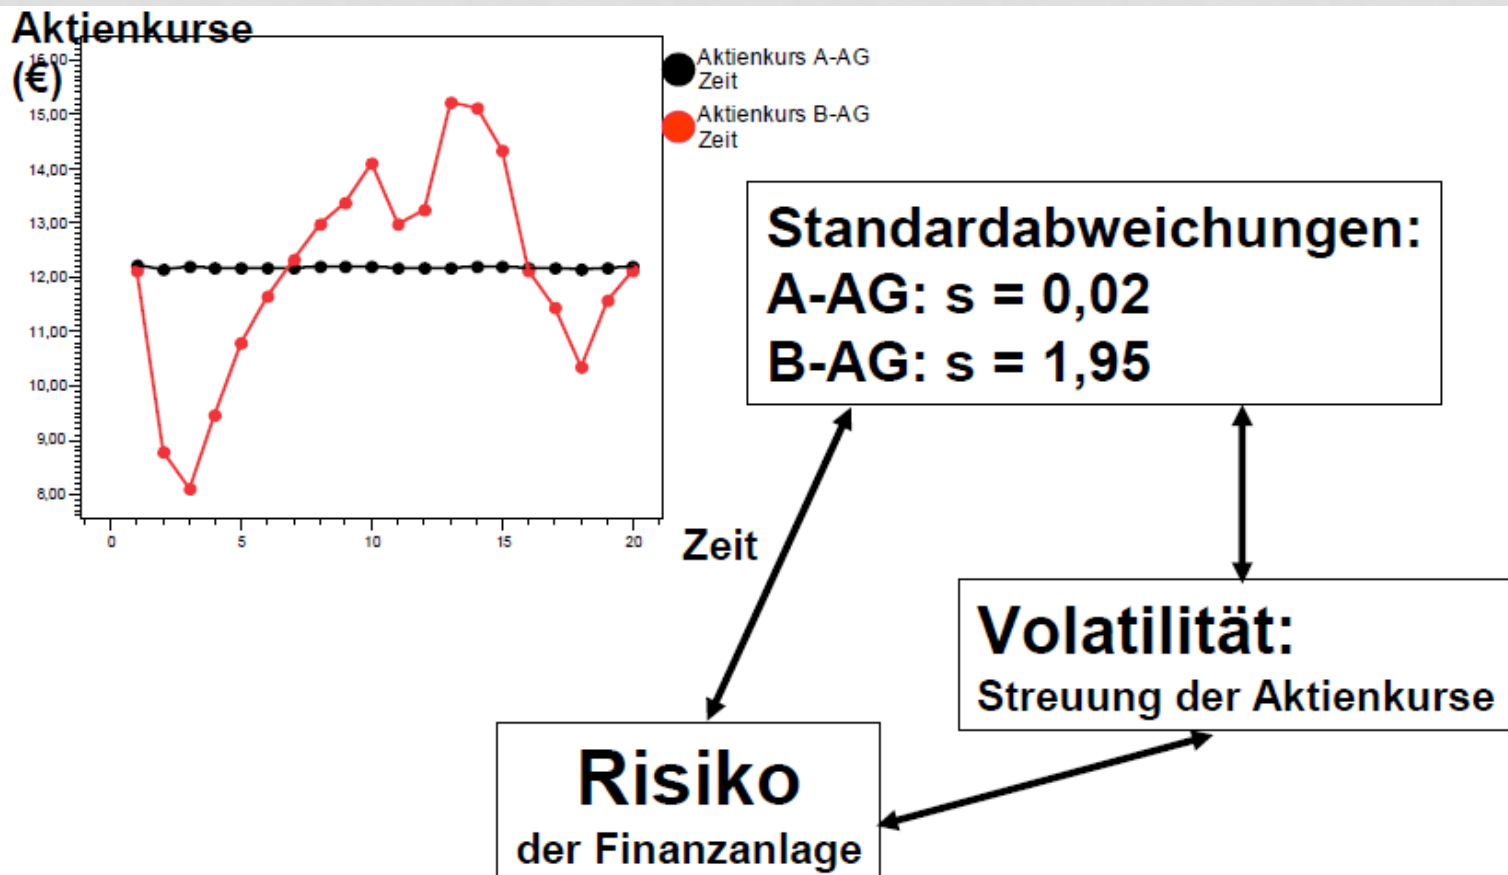 Aktienkurse
(€)
16,00
15,00
14,00
13,00
12,00
11,00
10,00
9,00
8,00
0 5 10 15 20
Zeit
Aktienkurs A-AG
Zeit
Aktienkurs B-AG
Zeit
Standardabweichungen:
A-AG: s = 0,02
B-AG: s = 1,95
Volatilität:
Streuung der Aktienkurse
Risiko
der Finanzanlage